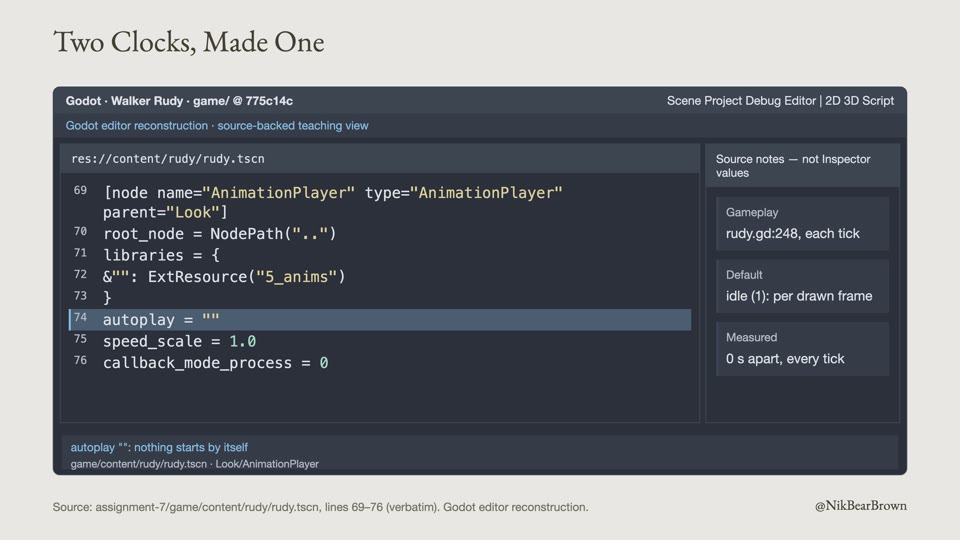 Two Clocks, Made One
Godot · Walker Rudy · game/ @ 775c14c
Scene Project Debug Editor | 2D 3D Script
Godot editor reconstruction · source-backed teaching view
res://content/rudy/rudy.tscn
69 [node name="AnimationPlayer" type="AnimationPlayer"
parent="Look"]
70 root_node = NodePath("..")
71 libraries = {
72 &"": ExtResource("5_anims")
73 }
74 autoplay = ""
75 speed_scale = 1.0
76 callback_mode_process = 0
Source notes — not Inspector
values
Gameplay
rudy.gd:248, each tick
Default
idle (1): per drawn frame
Measured
0 s apart, every tick
autoplay "": nothing starts by itself
game/content/rudy/rudy.tscn · Look/AnimationPlayer
Source: assignment-7/game/content/rudy/rudy.tscn, lines 69–76 (verbatim). Godot editor reconstruction.
@NikBearBrown